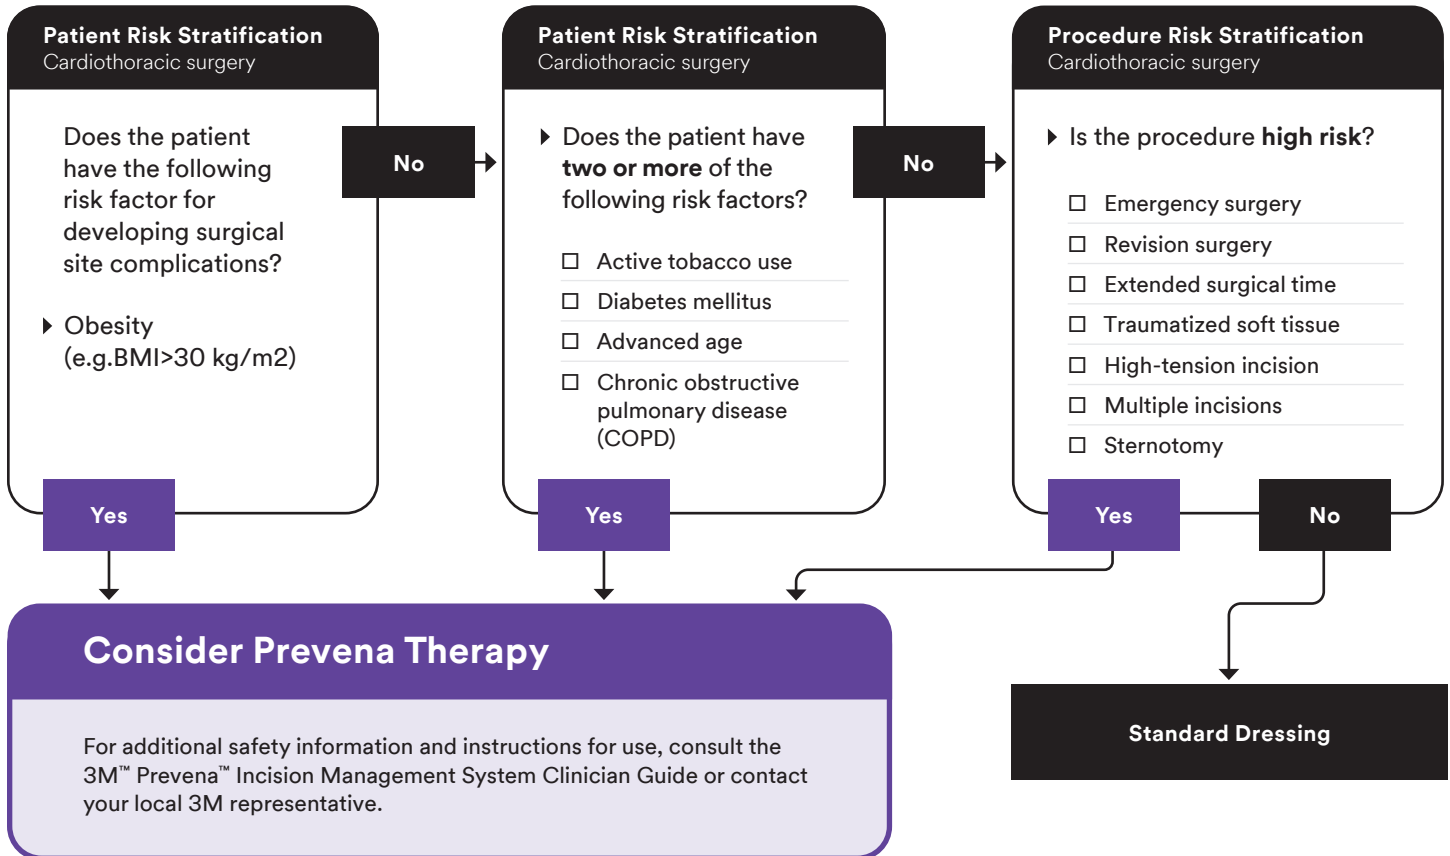 Patient Risk Stratification
Cardiothoracic surgery
Does the patient
have the following
risk factor for
developing surgical
site complications?
Obesity
(e.g.BMI>30 kg/m2)
No
Yes
Patient Risk Stratification
Cardiothoracic surgery
Does the patient have
two or more of the
following risk factors?
Active tobacco use
Diabetes mellitus
Advanced age
Chronic obstructive
pulmonary disease
(COPD)
No
Yes
Procedure Risk Stratification
Cardiothoracic surgery
Is the procedure high risk?
Emergency surgery
Revision surgery
Extended surgical time
Traumatized soft tissue
High-tension incision
Multiple incisions
Sternotomy
Yes
No
Consider Prevena Therapy
For additional safety information and instructions for use, consult the
3M™ Prevena™ Incision Management System Clinician Guide or contact
your local 3M representative.
Standard Dressing